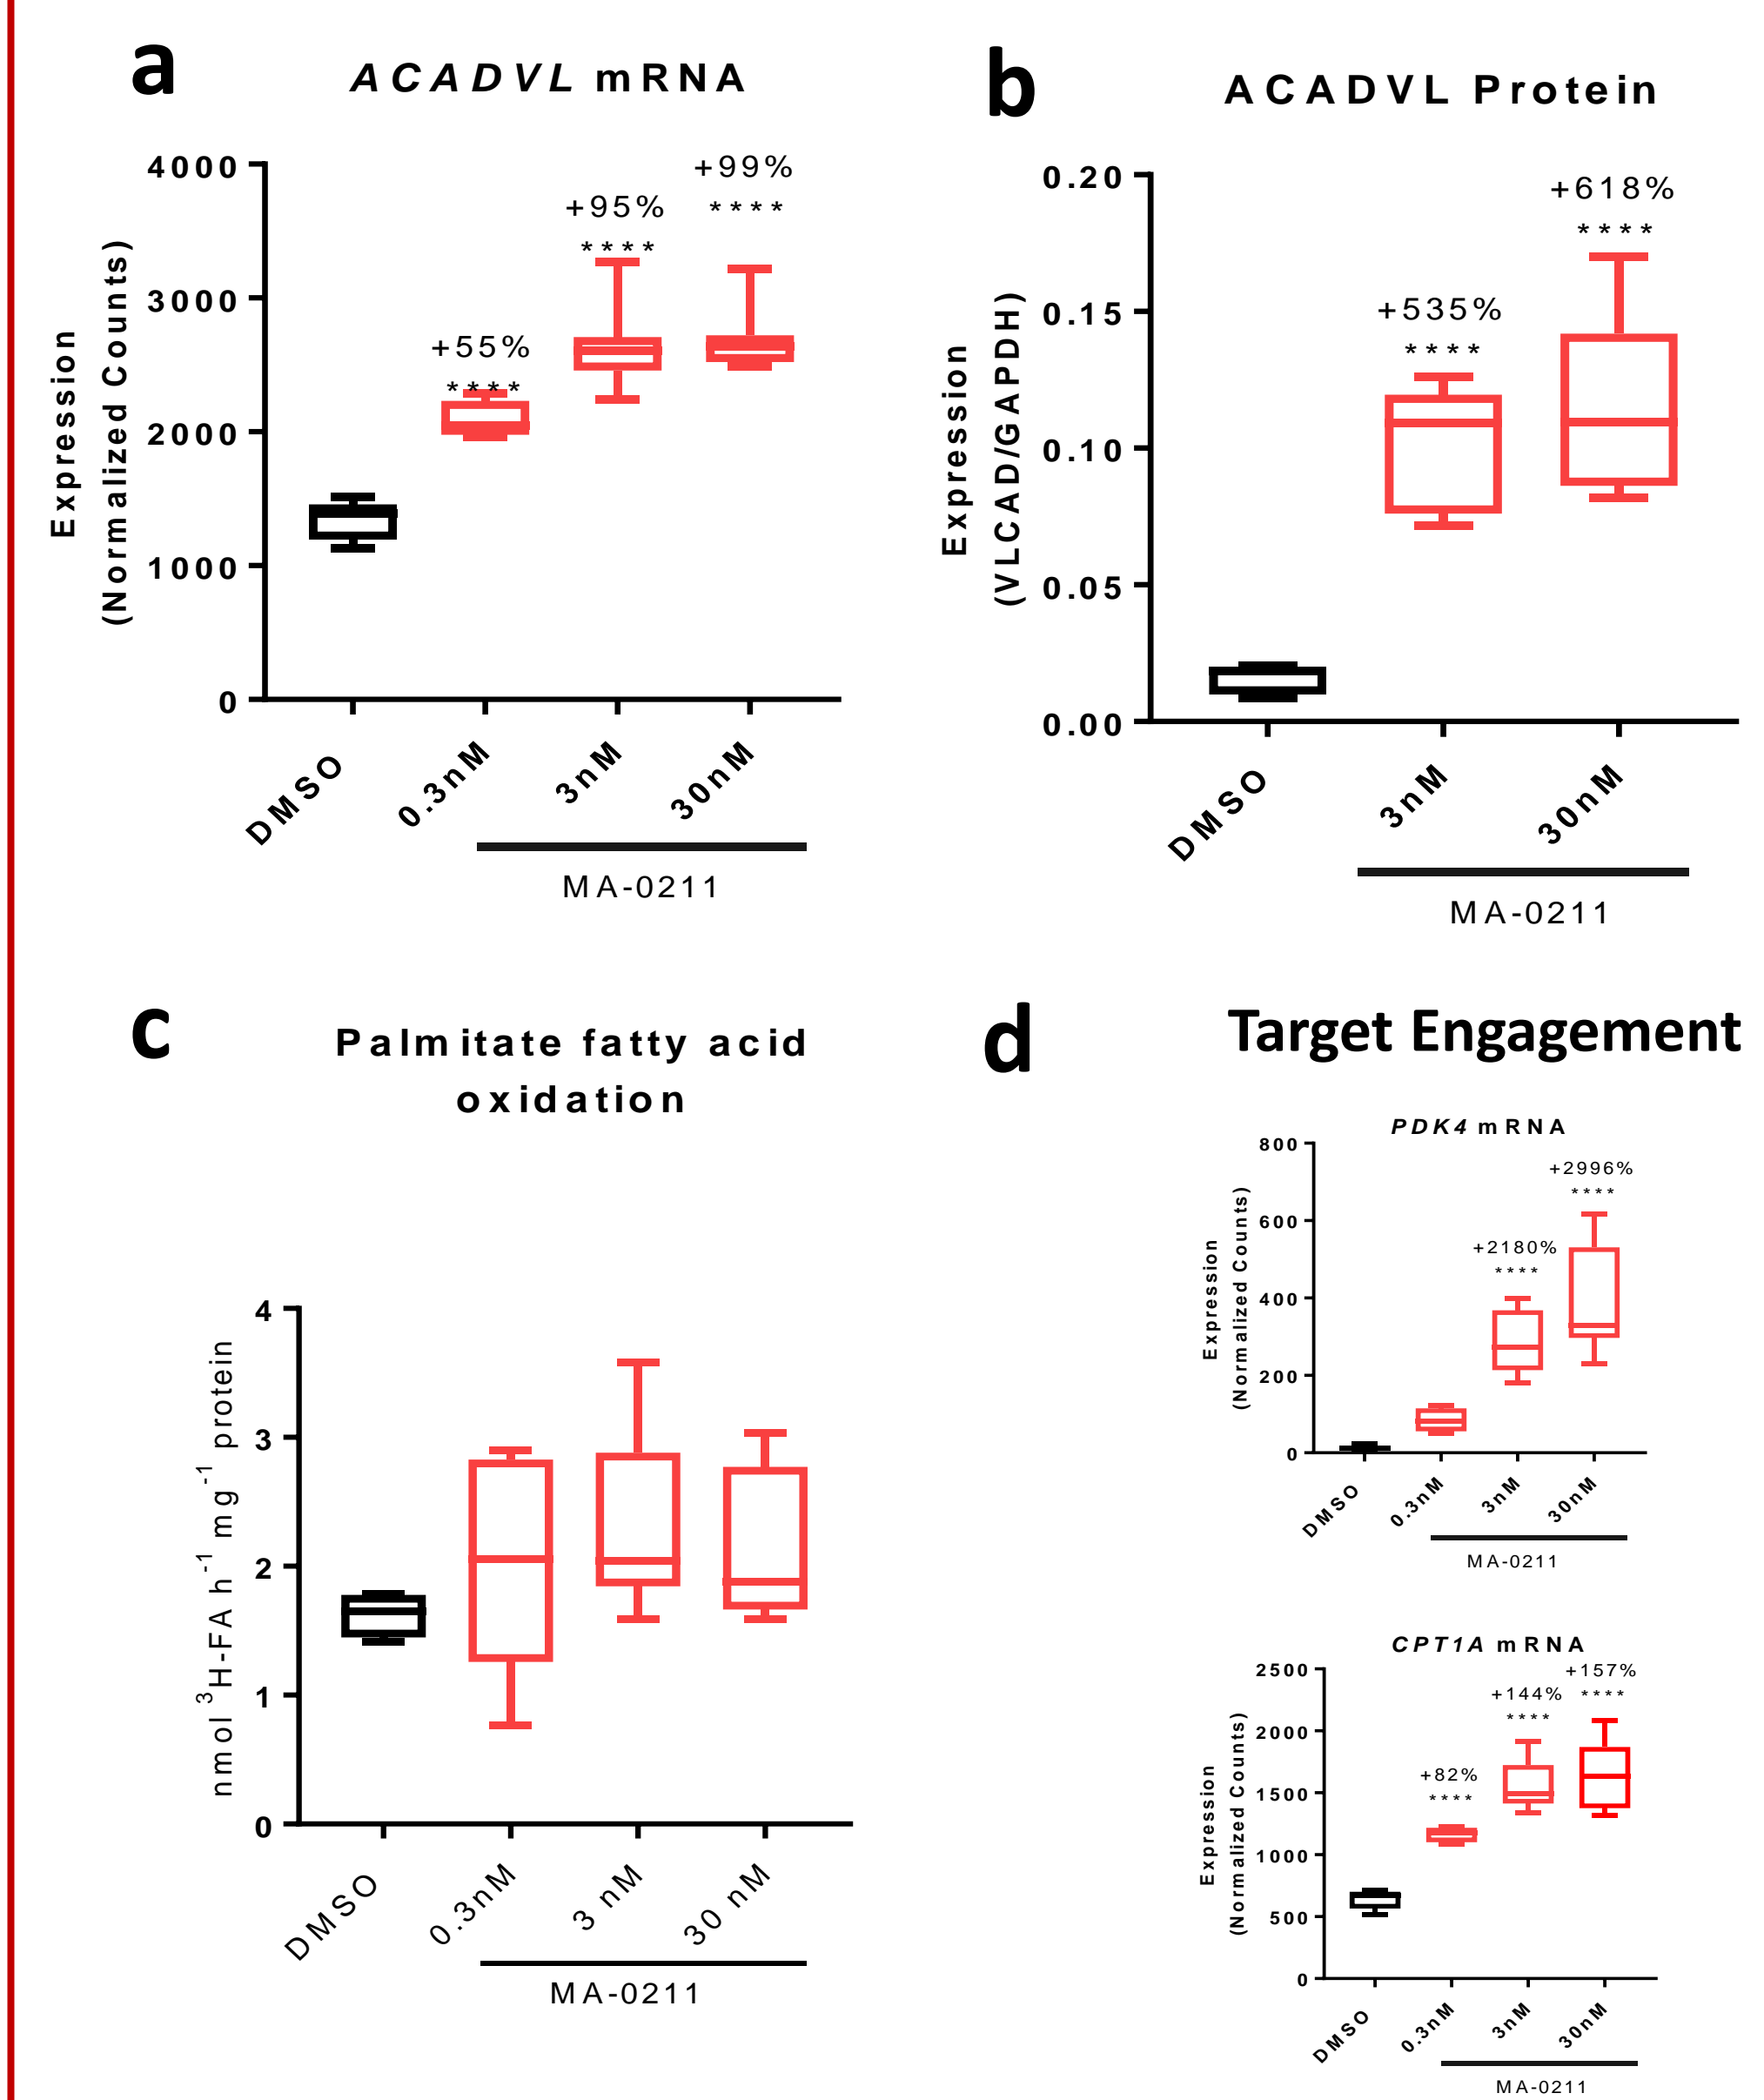 a
ACADVL mRNA
Expression
(Normalized Counts)
4000
3000
2000
1000
0
+55%
****
+95%
****
+99%
****
DMSO
0.3nM
3nM
30nM
MA-0211
b
ACADVL Protein
Expression
(VLCAD/GAPDH)
0.20
0.15
0.10
0.05
0.00
+535%
****
+618%
****
DMSO
3nM
30nM
MA-0211
c
Palmitate fatty acid
oxidation
nmol ³H-FA h⁻¹ mg⁻¹ protein
4
3
2
1
0
DMSO
0.3nM
3 nM
30 nM
MA-0211
d
Target Engagement
PDK4 mRNA
Expression
(Normalized Counts)
800
600
400
200
0
+2180%
****
+2996%
****
DMSO
0.3nM
3nM
30nM
MA-0211
CPT1A mRNA
Expression
(Normalized Counts)
2500
2000
1500
1000
500
0
+82%
****
+144%
****
+157%
****
DMSO
0.3nM
3nM
30nM
MA-0211